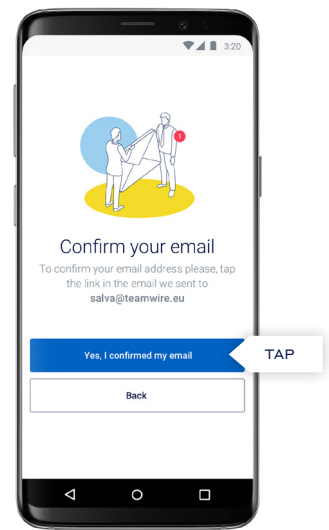 3:20
1
Confirm your email
To confirm your email address please, tap
the link in the email we sent to
salva@teamwire.eu
Yes, I confirmed my email
TAP
Back